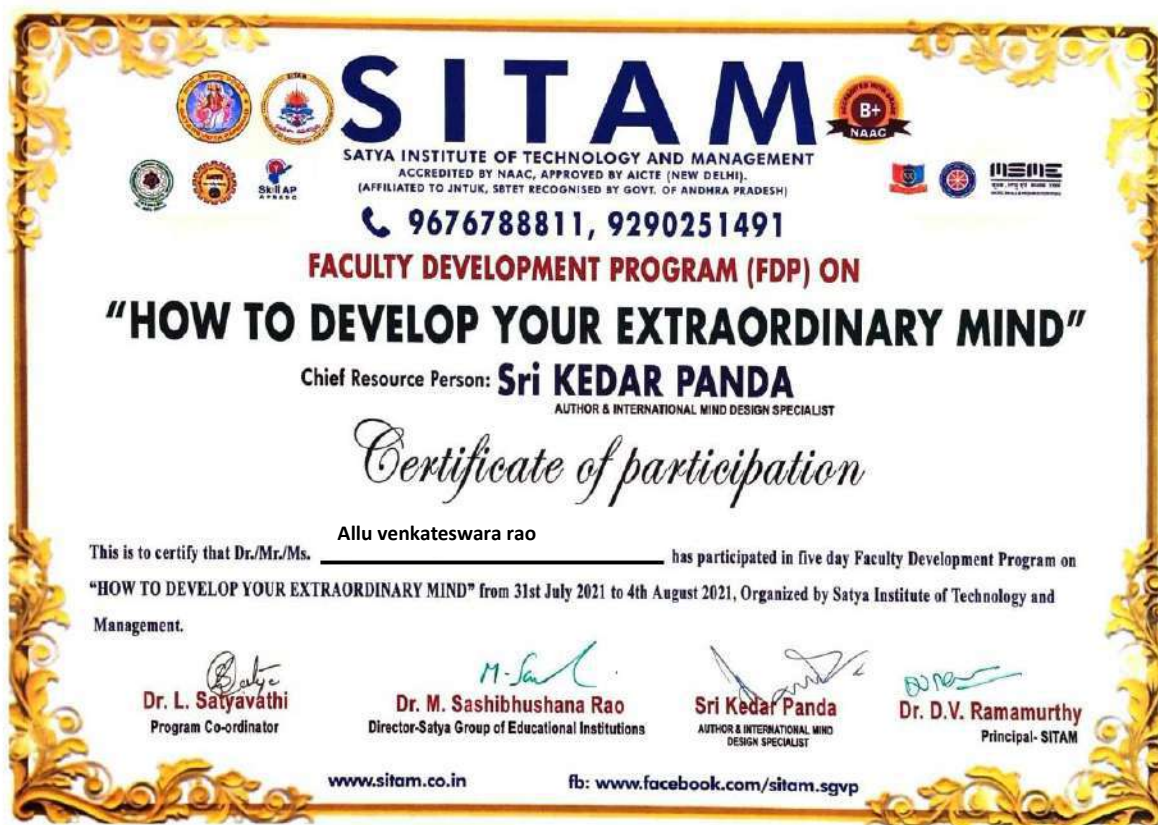 SITAM
B+
NAAC
SATYA INSTITUTE OF TECHNOLOGY AND MANAGEMENT
ACCREDITED BY NAAC, APPROVED BY AICTE (NEW DELHI).
(AFFILIATED TO JNTUK, SBTET RECOGNISED BY GOVT. OF ANDHRA PRADESH)
Skill AP
MSME
9676788811, 9290251491
FACULTY DEVELOPMENT PROGRAM (FDP) ON
"HOW TO DEVELOP YOUR EXTRAORDINARY MIND"
Chief Resource Person: Sri KEDAR PANDA
AUTHOR & INTERNATIONAL MIND DESIGN SPECIALIST
Certificate of participation
Allu venkateswara rao
This is to certify that Dr./Mr./Ms. has participated in five day Faculty Development Program on
"HOW TO DEVELOP YOUR EXTRAORDINARY MIND" from 31st July 2021 to 4th August 2021, Organized by Satya Institute of Technology and
Management.
Dr. L. Satyavathi
Program Co-ordinator
Dr. M. Sashibhushana Rao
Director-Satya Group of Educational Institutions
Sri Kedar Panda
AUTHOR & INTERNATIONAL MIND
DESIGN SPECIALIST
Dr. D.V. Ramamurthy
Principal- SITAM
www.sitam.co.in fb: www.facebook.com/sitam.sgvp